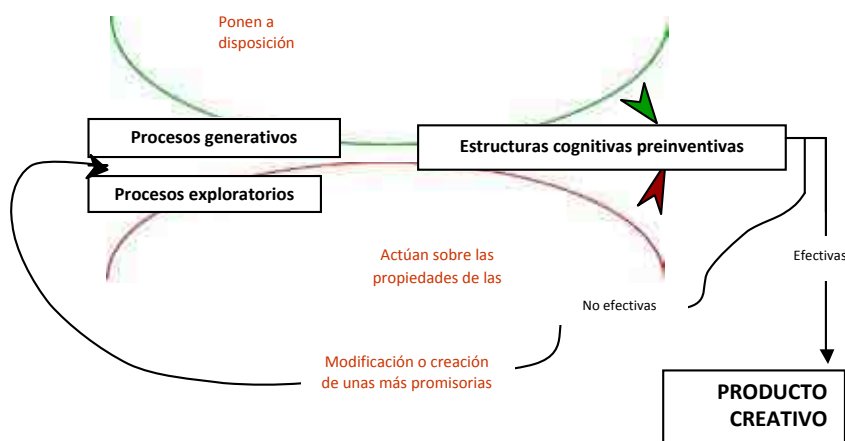 Ponen a
disposición
Procesos generativos
Estructuras cognitivas preinventivas
Procesos exploratorios
Actúan sobre las
propiedades de las
Efectivas
No efectivas
Modificación o creación
de unas más promisorias
PRODUCTO
CREATIVO